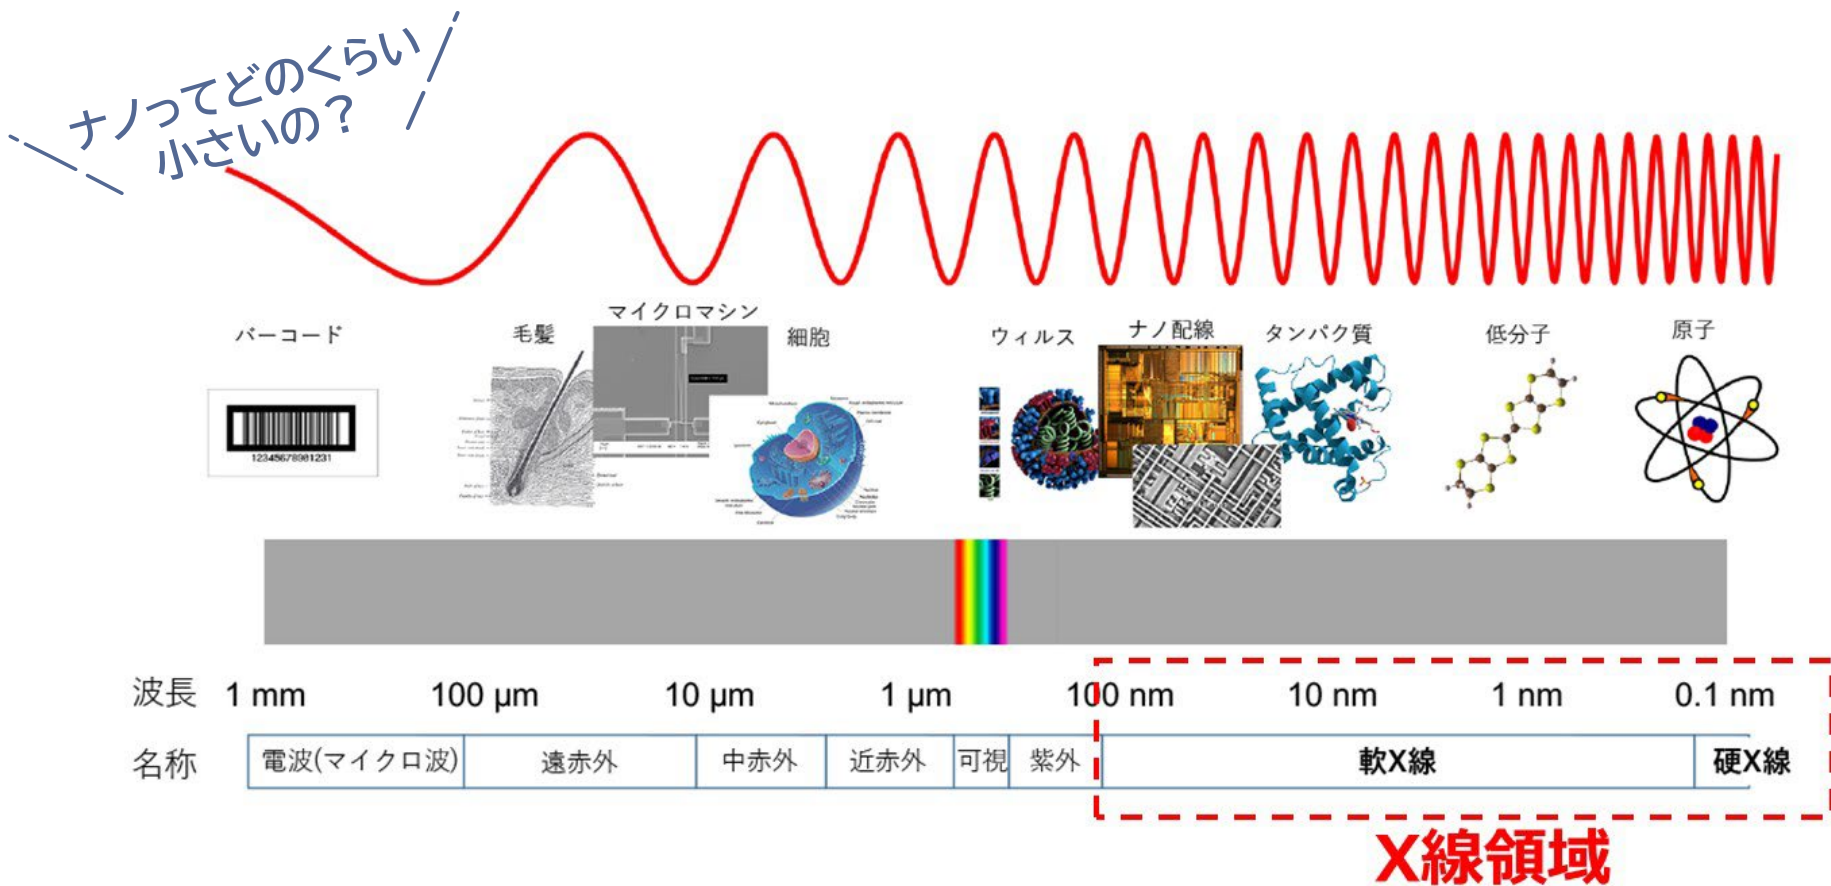 ナノってどのくらい
小さいの？
バーコード
毛髪
マイクロマシン
細胞
ウィルス
ナノ配線
タンパク質
低分子
原子
12345678901231
波長 1 mm 100 μm 10 μm 1 μm 100 nm 10 nm 1 nm 0.1 nm
名称 電波(マイクロ波) 遠赤外 中赤外 近赤外 可視 紫外 軟X線 硬X線
X線領域